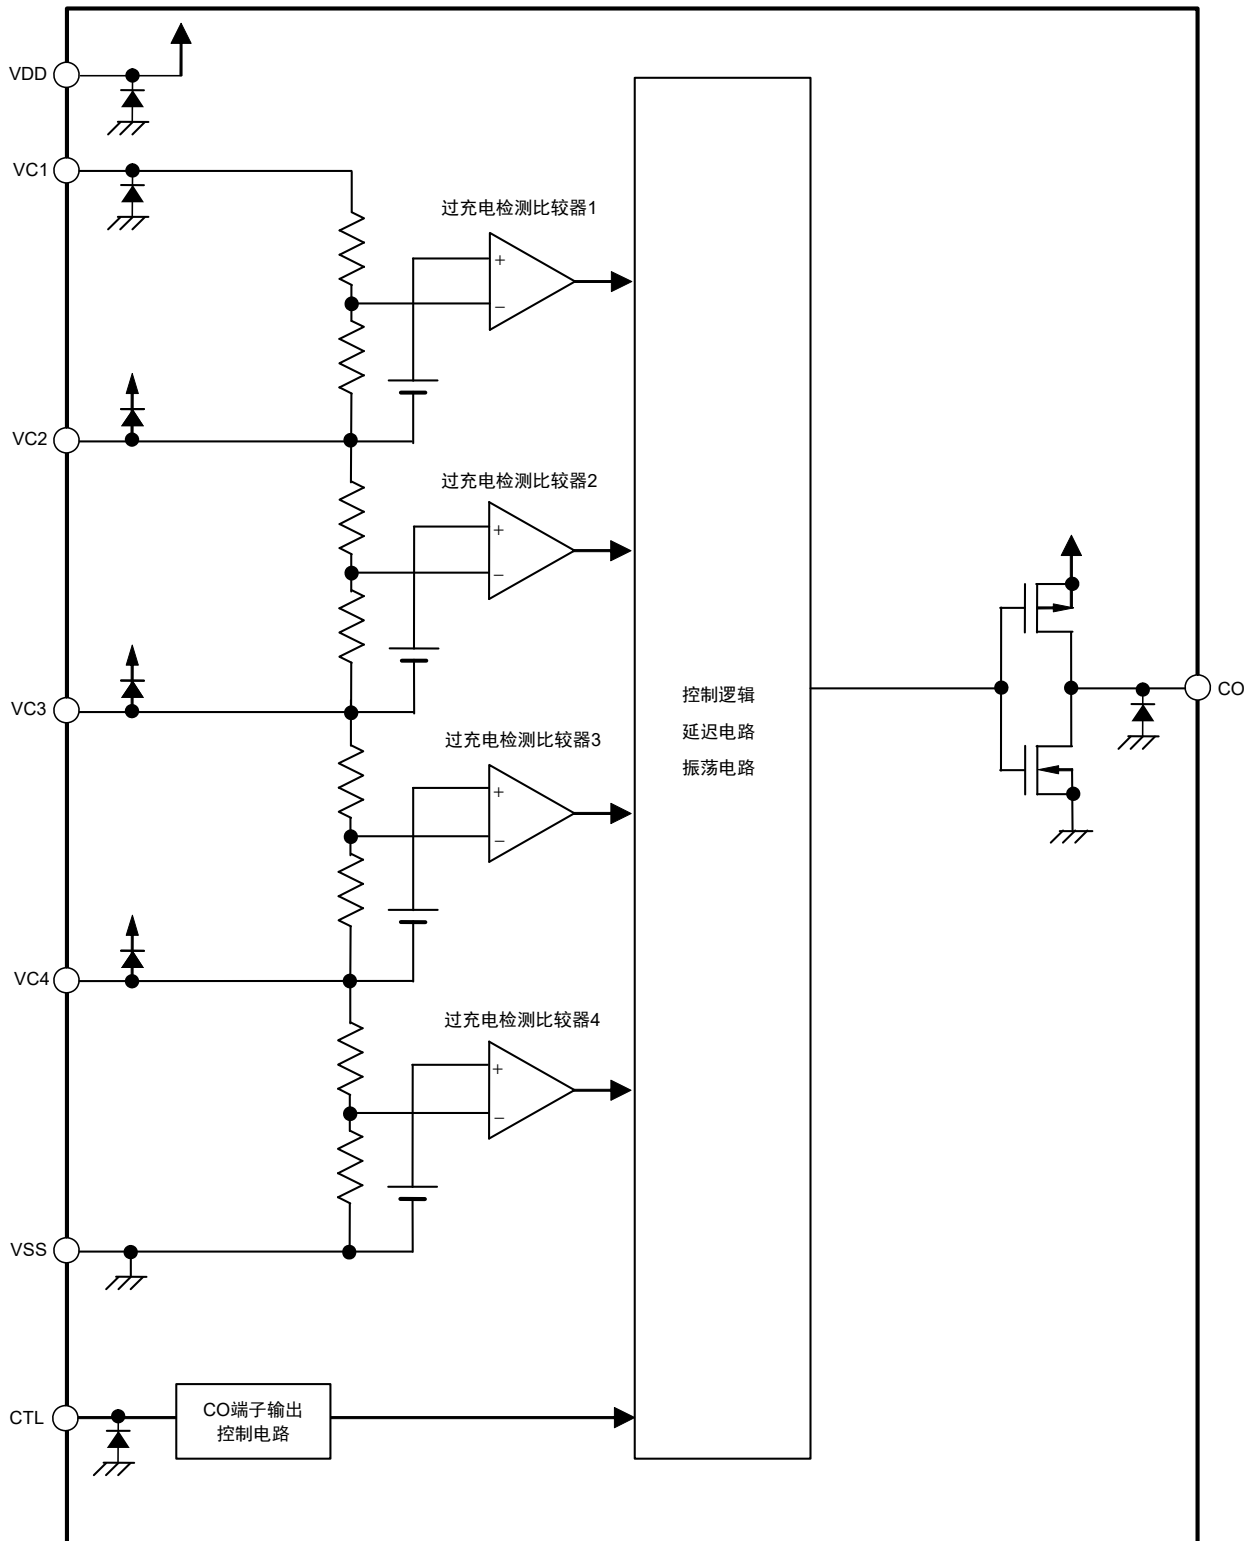 VDD
VC1
过充电检测比较器1
+
−
VC2
过充电检测比较器2
+
−
VC3
过充电检测比较器3
+
−
控制逻辑
延迟电路
振荡电路
CO
VC4
过充电检测比较器4
+
−
VSS
CTL
CO端子输出
控制电路